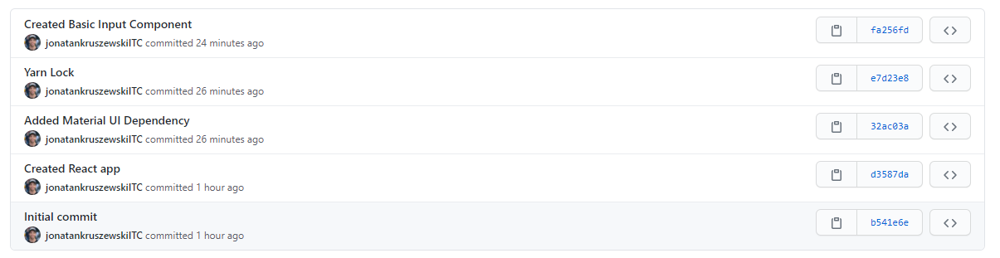 Created Basic Input Component
fa256fd
jonatankruszewskiITC committed 24 minutes ago
Yarn Lock
e7d23e8
jonatankruszewskiITC committed 26 minutes ago
Added Material UI Dependency
32ac03a
jonatankruszewskiITC committed 26 minutes ago
Created React app
d3587da
jonatankruszewskiITC committed 1 hour ago
Initial commit
b541e6e
jonatankruszewskiITC committed 1 hour ago